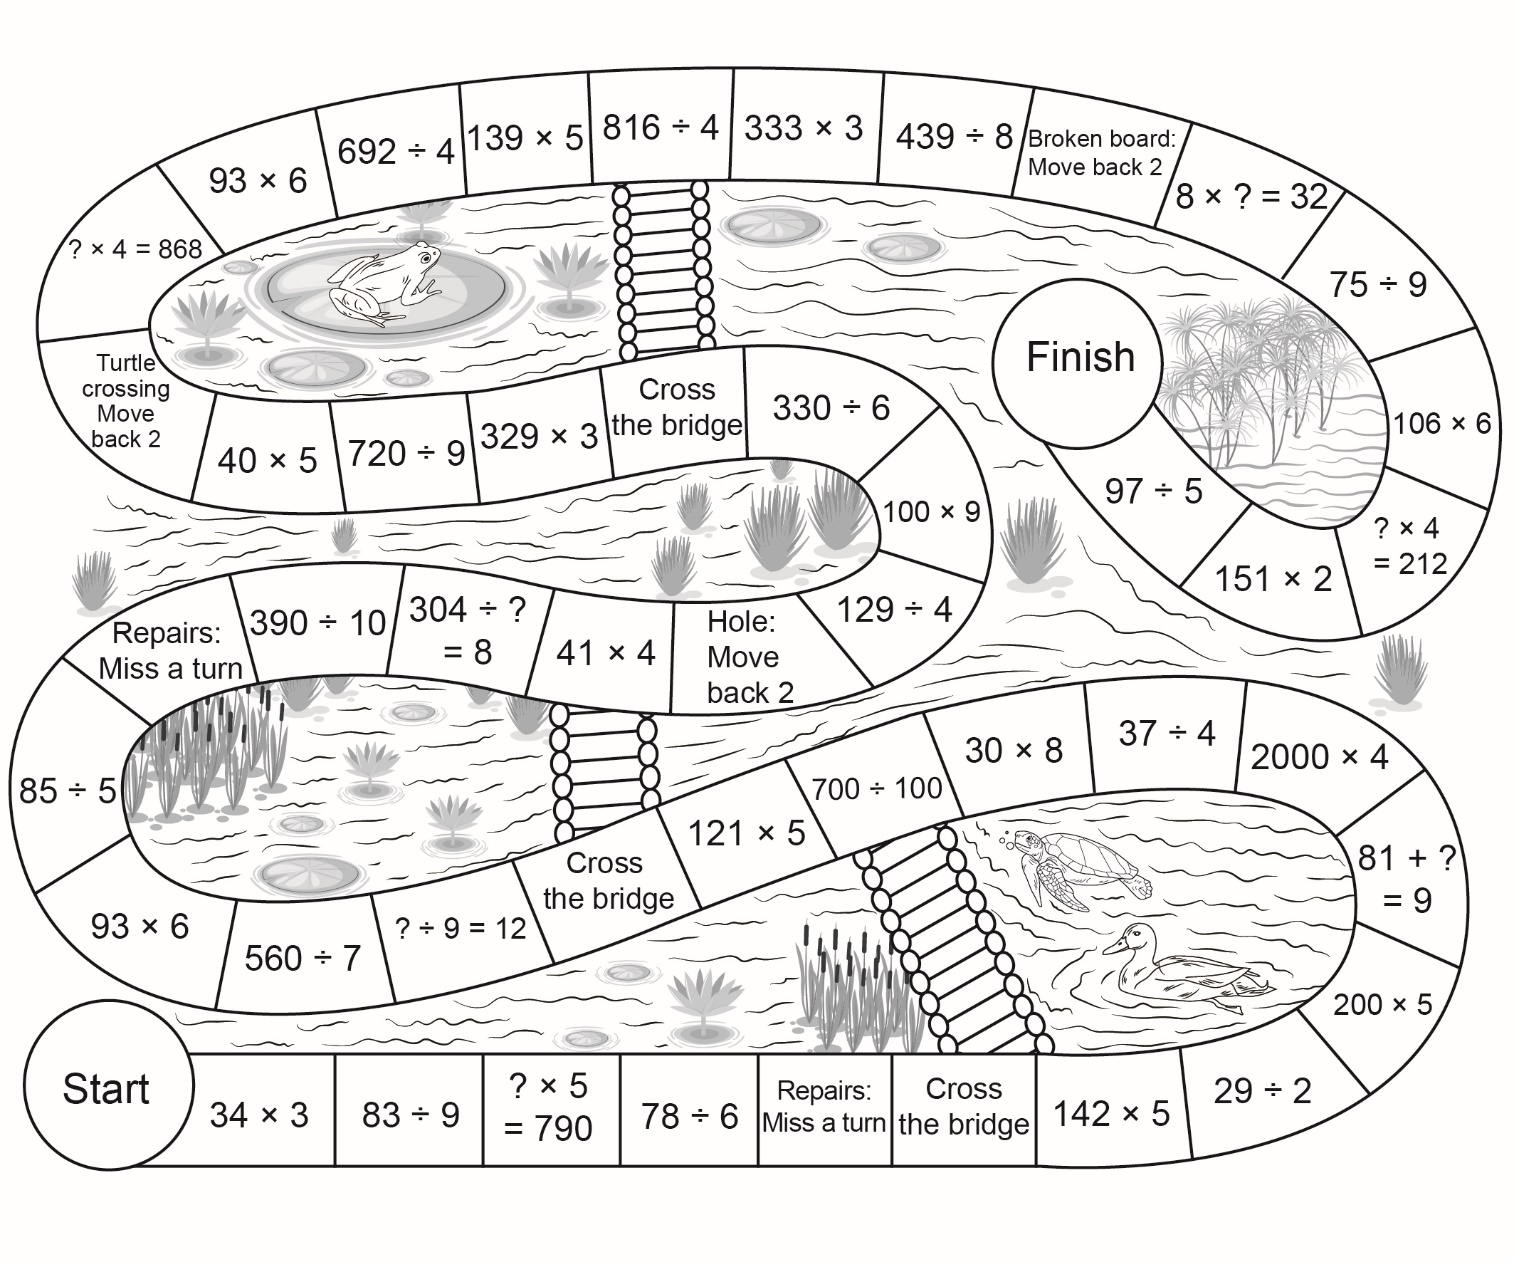 Start
34 × 3
83 ÷ 9
? × 5
= 790
78 ÷ 6
Repairs:
Miss a turn
Cross
the bridge
142 × 5
29 ÷ 2
200 × 5
81 + ?
= 9
2000 × 4
37 ÷ 4
30 × 8
700 ÷ 100
121 × 5
Cross
the bridge
? ÷ 9 = 12
560 ÷ 7
93 × 6
85 ÷ 5
Repairs:
Miss a turn
390 ÷ 10
304 ÷ ?
= 8
41 × 4
Hole:
Move
back 2
129 ÷ 4
100 × 9
330 ÷ 6
Cross
the bridge
329 × 3
720 ÷ 9
40 × 5
Turtle
crossing
Move
back 2
? × 4 = 868
93 × 6
692 ÷ 4
139 × 5
816 ÷ 4
333 × 3
439 ÷ 8
Broken board:
Move back 2
8 × ? = 32
75 ÷ 9
106 × 6
? × 4
= 212
151 × 2
97 ÷ 5
Finish